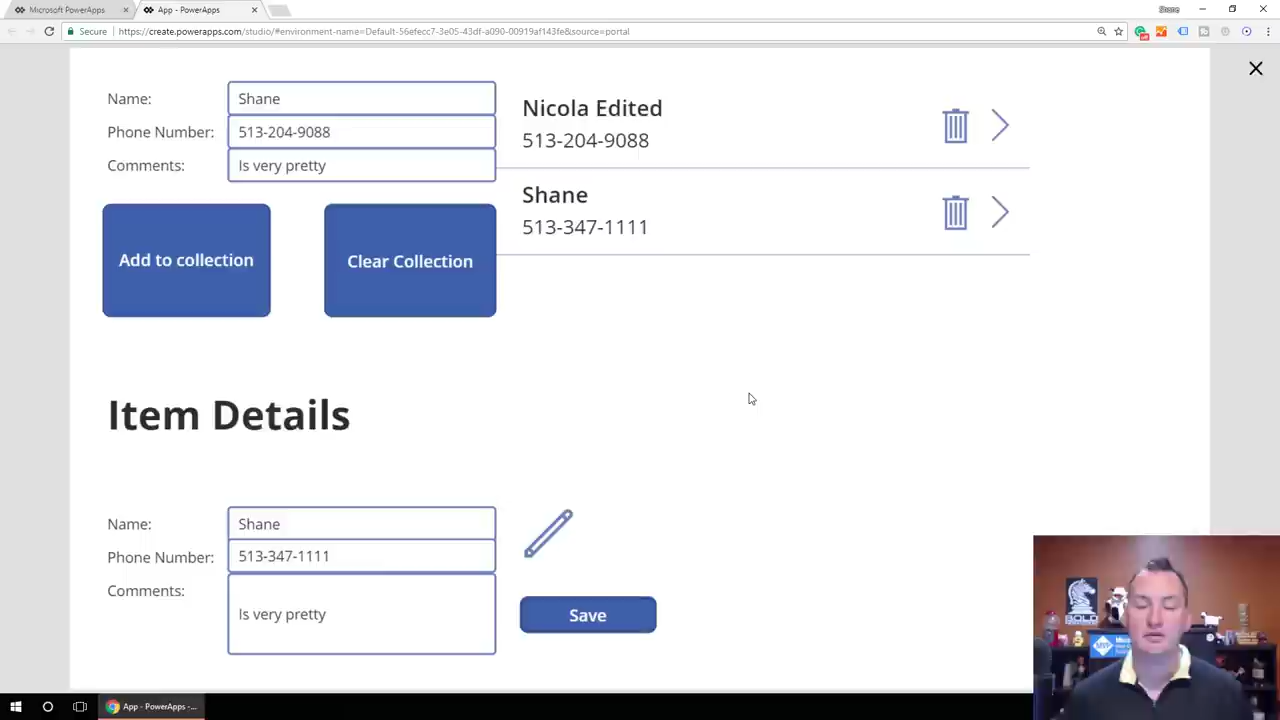 Microsoft PowerApps
App - PowerApps
Shane
Secure
https://create.powerapps.com/studio/#environment-name=Default-56efecc7-3e05-43df-a090-00919af143fe&source=portal
Name:
Shane
Phone Number:
513-204-9088
Comments:
Is very pretty
Add to collection
Clear Collection
Nicola Edited
513-204-9088
Shane
513-347-1111
Item Details
Name:
Shane
Phone Number:
513-347-1111
Comments:
Is very pretty
Save
BOLD
MVP
App - PowerApps -...